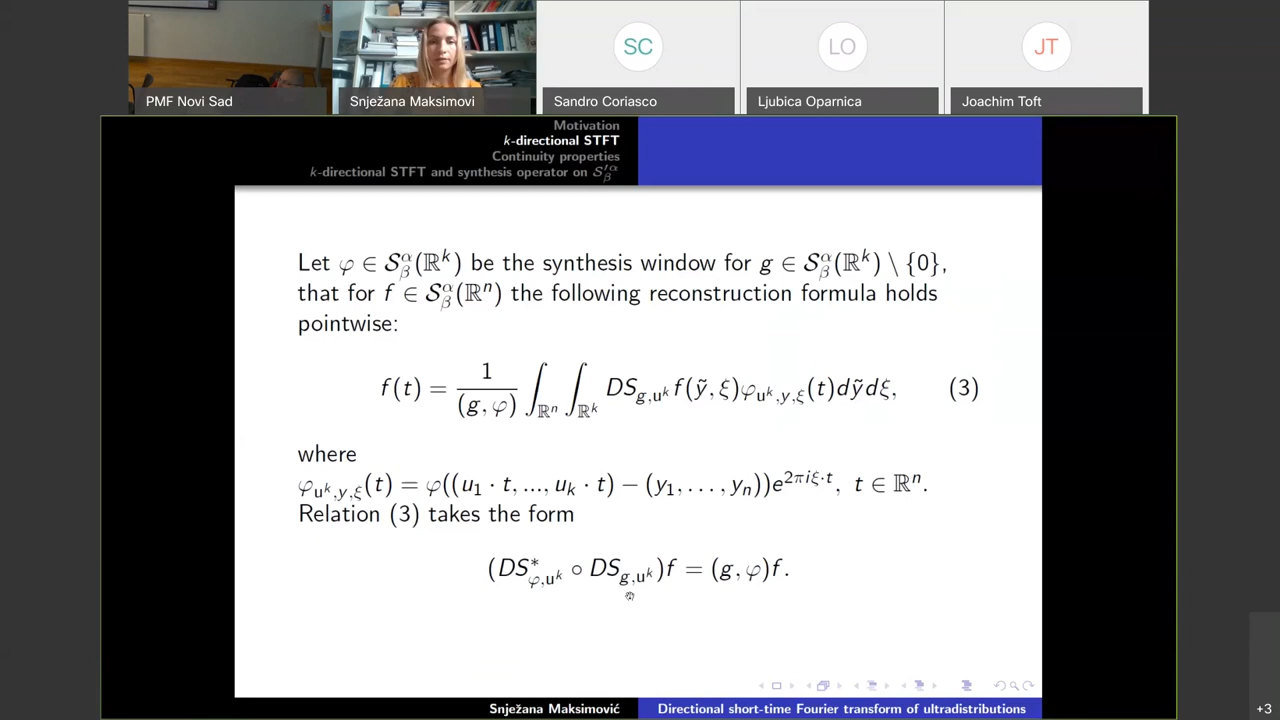 SC
LO
JT
PMF Novi Sad
Snježana Maksimovi
Sandro Coriasco
Ljubica Oparnica
Joachim Toft
Motivation
k-directional STFT
Continuity properties
k-directional STFT and synthesis operator on S′^α_β
Let φ ∈ S^α_β(ℝ^k) be the synthesis window for g ∈ S^α_β(ℝ^k) \ {0},
that for f ∈ S^α_β(ℝ^n) the following reconstruction formula holds
pointwise:
f(t) = 1/(g, φ) ∫_{ℝ^n} ∫_{ℝ^k} DS_{g,u^k} f(ỹ, ξ)φ_{u^k,y,ξ}(t)dỹdξ, (3)
where
φ_{u^k,y,ξ}(t) = φ((u_1 · t, ..., u_k · t) − (y_1, . . . , y_n))e^{2πiξ·t}, t ∈ ℝ^n.
Relation (3) takes the form
(DS^*_{φ,u^k} ∘ DS_{g,u^k})f = (g, φ)f.
Snježana Maksimović
Directional short-time Fourier transform of ultradistributions
+3